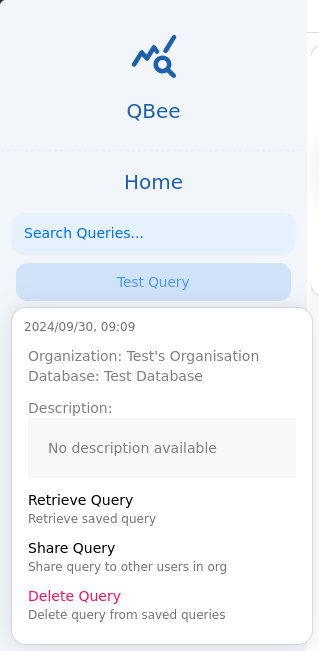 QBee
Home
Search Queries...
Test Query
2024/09/30, 09:09
Organization: Test's Organisation
Database: Test Database
Description:
No description available
Retrieve Query
Retrieve saved query
Share Query
Share query to other users in org
Delete Query
Delete query from saved queries